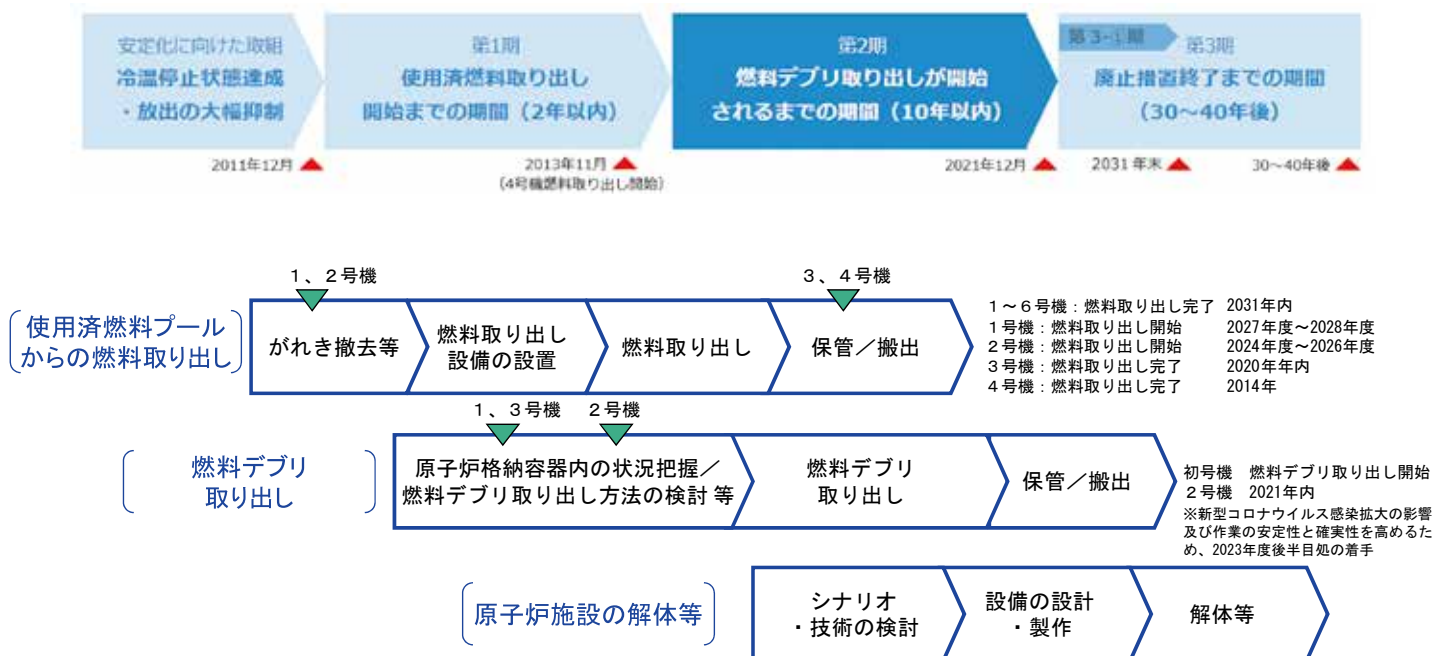 安定化に向けた取組
冷温停止状態達成
・放出の大幅抑制
第1期
使用済燃料取り出し
開始までの期間（2年以内）
第2期
燃料デブリ取り出しが開始
されるまでの期間（10年以内）
第3-①期
第3期
廃止措置終了までの期間
（30～40年後）
2011年12月
2013年11月
（4号機燃料取り出し開始）
2021年12月
2031年末
30～40年後
1、2号機
3、4号機
使用済燃料プール
からの燃料取り出し
がれき撤去等
燃料取り出し
設備の設置
燃料取り出し
保管／搬出
1～6号機：燃料取り出し完了 2031年内
1号機：燃料取り出し開始 2027年度～2028年度
2号機：燃料取り出し開始 2024年度～2026年度
3号機：燃料取り出し完了 2020年年内
4号機：燃料取り出し完了 2014年
1、3号機 2号機
燃料デブリ
取り出し
原子炉格納容器内の状況把握／
燃料デブリ取り出し方法の検討 等
燃料デブリ
取り出し
保管／搬出
初号機 燃料デブリ取り出し開始
2号機 2021年内
※新型コロナウイルス感染拡大の影響
及び作業の安定性と確実性を高めるた
め、2023年度後半目処の着手
原子炉施設の解体等
シナリオ
・技術の検討
設備の設計
・製作
解体等